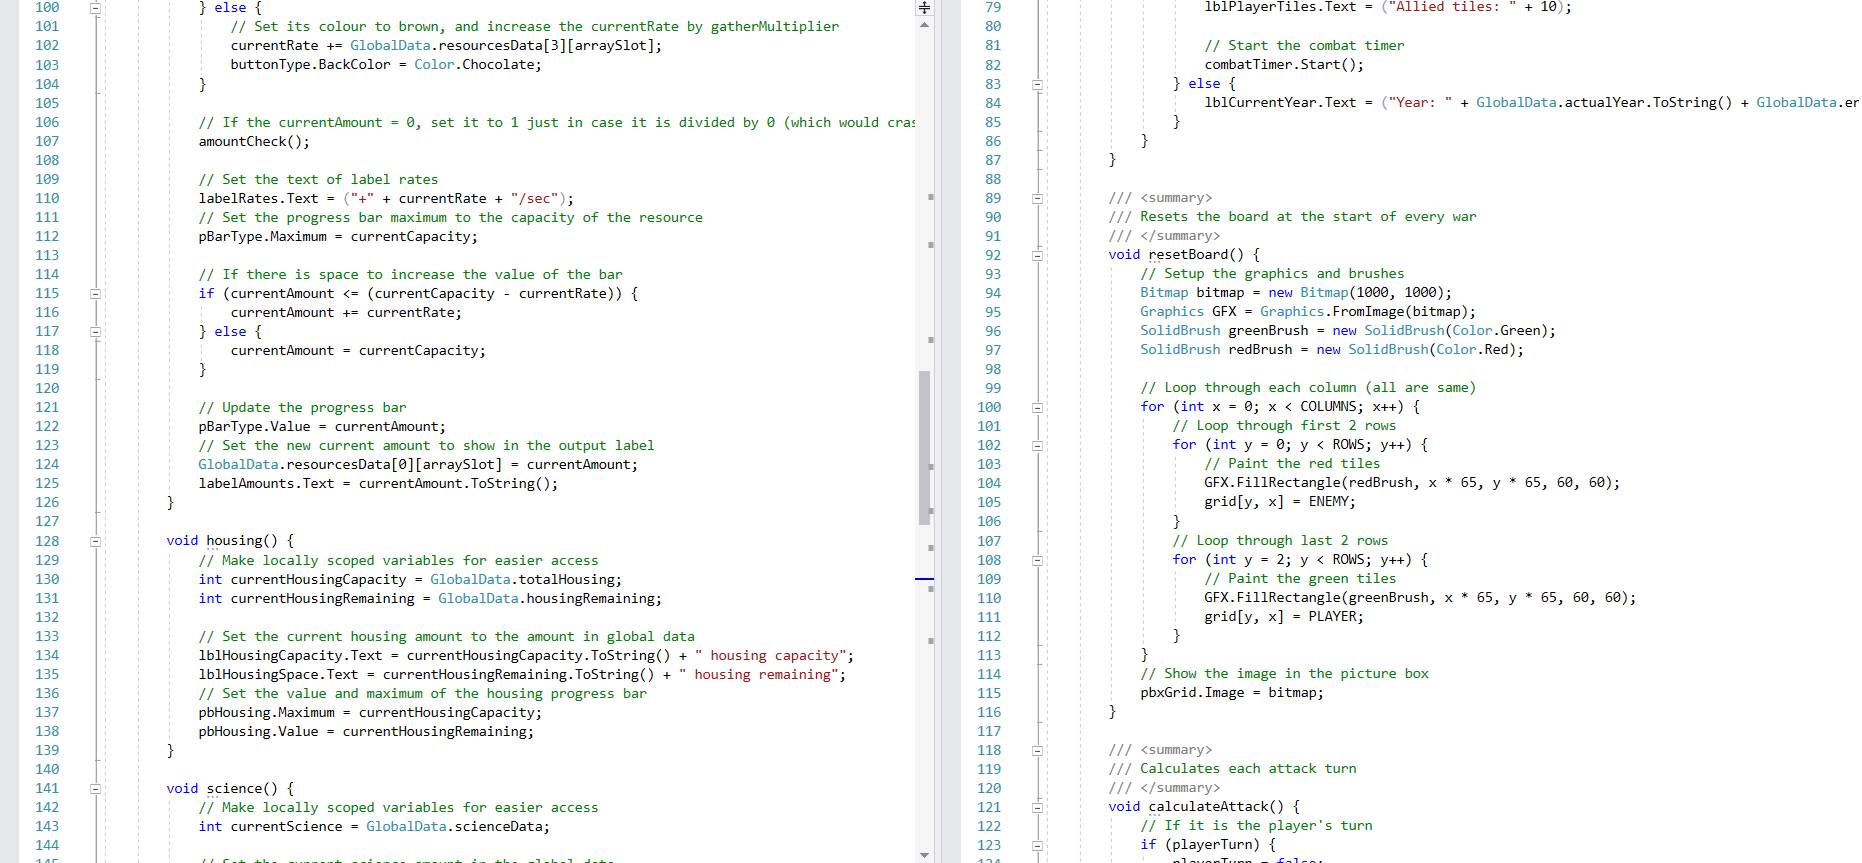 100 } else {
101 // Set its colour to brown, and increase the currentRate by gatherMultiplier
102 currentRate += GlobalData.resourcesData[3][arraySlot];
103 buttonType.BackColor = Color.Chocolate;
104 }
105
106 // If the currentAmount = 0, set it to 1 just in case it is divided by 0 (which would cras
107 amountCheck();
108
109 // Set the text of label rates
110 labelRates.Text = ("+" + currentRate + "/sec");
111 // Set the progress bar maximum to the capacity of the resource
112 pBarType.Maximum = currentCapacity;
113
114 // If there is space to increase the value of the bar
115 if (currentAmount <= (currentCapacity - currentRate)) {
116 currentAmount += currentRate;
117 } else {
118 currentAmount = currentCapacity;
119 }
120
121 // Update the progress bar
122 pBarType.Value = currentAmount;
123 // Set the new current amount to show in the output label
124 GlobalData.resourcesData[0][arraySlot] = currentAmount;
125 labelAmounts.Text = currentAmount.ToString();
126 }
127
128 void housing() {
129 // Make locally scoped variables for easier access
130 int currentHousingCapacity = GlobalData.totalHousing;
131 int currentHousingRemaining = GlobalData.housingRemaining;
132
133 // Set the current housing amount to the amount in global data
134 lblHousingCapacity.Text = currentHousingCapacity.ToString() + " housing capacity";
135 lblHousingSpace.Text = currentHousingRemaining.ToString() + " housing remaining";
136 // Set the value and maximum of the housing progress bar
137 pbHousing.Maximum = currentHousingCapacity;
138 pbHousing.Value = currentHousingRemaining;
139 }
140
141 void science() {
142 // Make locally scoped variables for easier access
143 int currentScience = GlobalData.scienceData;
144
145 // Set the current science amount in the global data
79 lblPlayerTiles.Text = ("Allied tiles: " + 10);
80
81 // Start the combat timer
82 combatTimer.Start();
83 } else {
84 lblCurrentYear.Text = ("Year: " + GlobalData.actualYear.ToString() + GlobalData.er
85 }
86 }
87 }
88
89 /// <summary>
90 /// Resets the board at the start of every war
91 /// </summary>
92 void resetBoard() {
93 // Setup the graphics and brushes
94 Bitmap bitmap = new Bitmap(1000, 1000);
95 Graphics GFX = Graphics.FromImage(bitmap);
96 SolidBrush greenBrush = new SolidBrush(Color.Green);
97 SolidBrush redBrush = new SolidBrush(Color.Red);
98
99 // Loop through each column (all are same)
100 for (int x = 0; x < COLUMNS; x++) {
101 // Loop through first 2 rows
102 for (int y = 0; y < ROWS; y++) {
103 // Paint the red tiles
104 GFX.FillRectangle(redBrush, x * 65, y * 65, 60, 60);
105 grid[y, x] = ENEMY;
106 }
107 // Loop through last 2 rows
108 for (int y = 2; y < ROWS; y++) {
109 // Paint the green tiles
110 GFX.FillRectangle(greenBrush, x * 65, y * 65, 60, 60);
111 grid[y, x] = PLAYER;
112 }
113 }
114 // Show the image in the picture box
115 pbxGrid.Image = bitmap;
116 }
117
118 /// <summary>
119 /// Calculates each attack turn
120 /// </summary>
121 void calculateAttack() {
122 // If it is the player's turn
123 if (playerTurn) {
124 playerTurn = false;